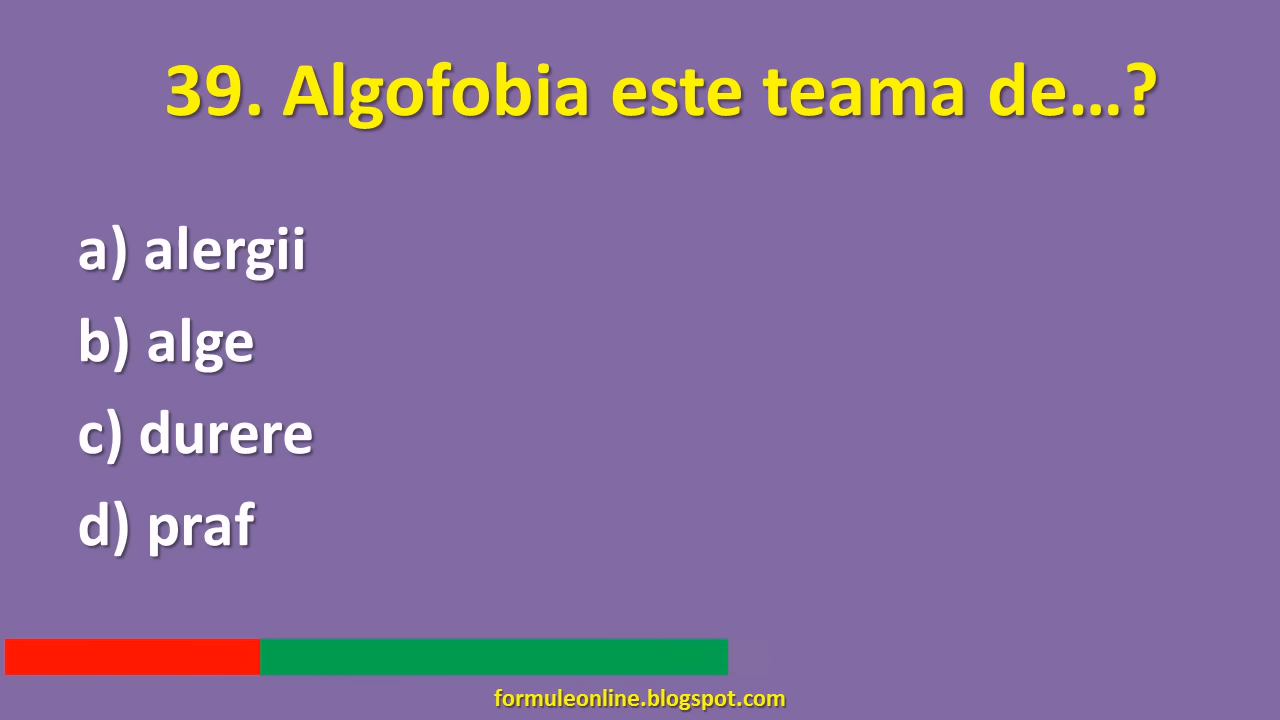 39. Algofobia este teama de...?
a) alergii
b) alge
c) durere
d) praf
formuleonline.blogspot.com